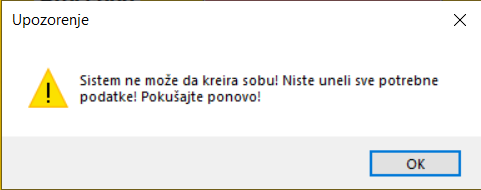 Upozorenje
Sistem ne može da kreira sobu! Niste uneli sve potrebne
podatke! Pokušajte ponovo!
OK